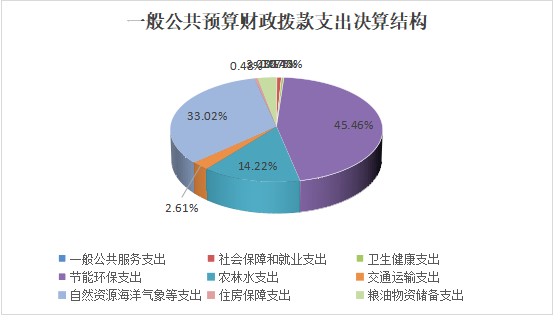 一般公共预算财政拨款支出决算结构
0.48%
33.02%
45.46%
14.22%
2.61%
一般公共服务支出 社会保障和就业支出 卫生健康支出
节能环保支出 农林水支出 交通运输支出
自然资源海洋气象等支出 住房保障支出 粮油物资储备支出